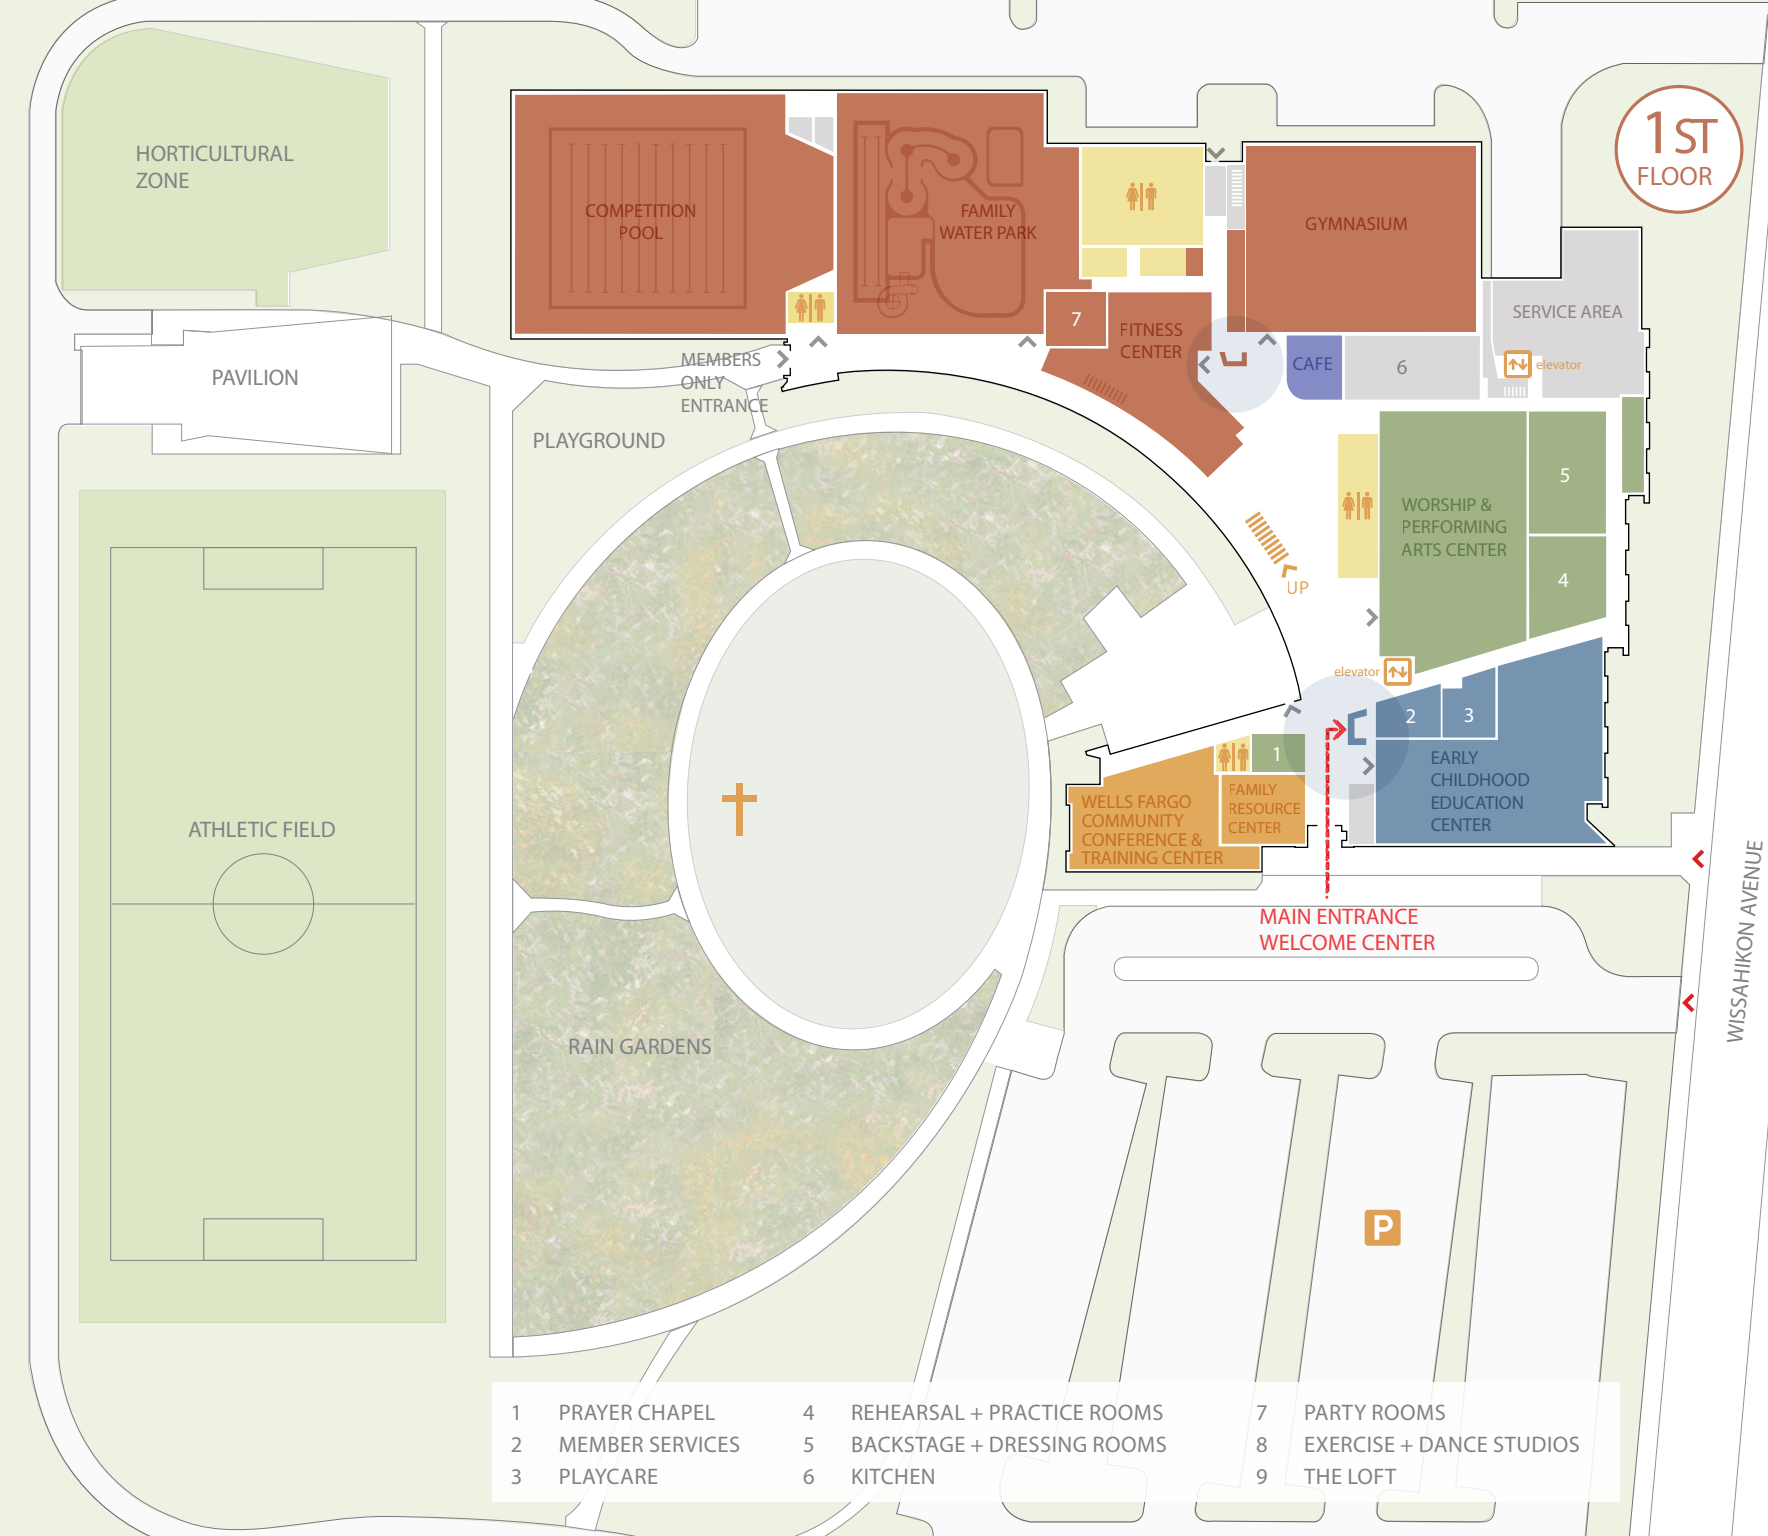 1ST
FLOOR
HORTICULTURAL
ZONE
COMPETITION
POOL
FAMILY
WATER PARK
GYMNASIUM
SERVICE AREA
7
FITNESS
CENTER
CAFE
6
elevator
MEMBERS
ONLY
ENTRANCE
PAVILION
PLAYGROUND
5
WORSHIP &
PERFORMING
ARTS CENTER
4
UP
elevator
2
3
1
EARLY
CHILDHOOD
EDUCATION
CENTER
WELLS FARGO
COMMUNITY
CONFERENCE &
TRAINING CENTER
FAMILY
RESOURCE
CENTER
ATHLETIC FIELD
MAIN ENTRANCE
WELCOME CENTER
WISSAHIKON AVENUE
RAIN GARDENS
P
1 PRAYER CHAPEL
2 MEMBER SERVICES
3 PLAYCARE
4 REHEARSAL + PRACTICE ROOMS
5 BACKSTAGE + DRESSING ROOMS
6 KITCHEN
7 PARTY ROOMS
8 EXERCISE + DANCE STUDIOS
9 THE LOFT